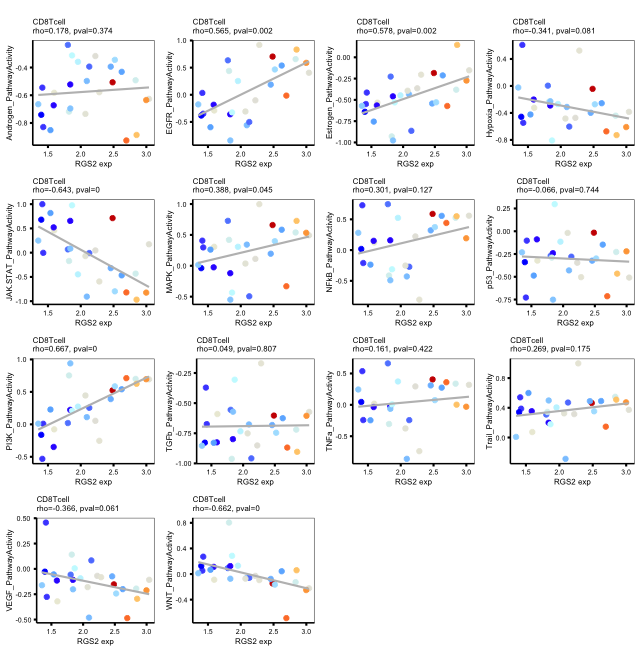 CD8Tcell
rho=0.178, pval=0.374
Androgen_PathwayActivity
-0.4
-0.6
-0.8
1.5
2.0
2.5
3.0
RGS2 exp
CD8Tcell
rho=0.565, pval=0.002
EGFR_PathwayActivity
1.0
0.5
0.0
-0.5
1.5
2.0
2.5
3.0
RGS2 exp
CD8Tcell
rho=0.578, pval=0.002
Estrogen_PathwayActivity
0.00
-0.25
-0.50
-0.75
-1.00
1.5
2.0
2.5
3.0
RGS2 exp
CD8Tcell
rho=-0.341, pval=0.081
Hypoxia_PathwayActivity
0.4
0.0
-0.4
-0.8
1.5
2.0
2.5
3.0
RGS2 exp
CD8Tcell
rho=-0.643, pval=0
JAK.STAT_PathwayActivity
1.0
0.5
0.0
-0.5
-1.0
1.5
2.0
2.5
3.0
RGS2 exp
CD8Tcell
rho=0.388, pval=0.045
MAPK_PathwayActivity
1.0
0.5
0.0
-0.5
1.5
2.0
2.5
3.0
RGS2 exp
CD8Tcell
rho=0.301, pval=0.127
NFkB_PathwayActivity
0.5
0.0
-0.5
1.5
2.0
2.5
3.0
RGS2 exp
CD8Tcell
rho=-0.066, pval=0.744
p53_PathwayActivity
0.25
0.00
-0.25
-0.50
-0.75
1.5
2.0
2.5
3.0
RGS2 exp
CD8Tcell
rho=0.667, pval=0
PI3K_PathwayActivity
1.0
0.5
0.0
-0.5
1.5
2.0
2.5
3.0
RGS2 exp
CD8Tcell
rho=0.049, pval=0.807
TGFb_PathwayActivity
-0.25
-0.50
-0.75
-1.00
1.5
2.0
2.5
3.0
RGS2 exp
CD8Tcell
rho=0.161, pval=0.422
TNFa_PathwayActivity
0.5
0.0
-0.5
1.5
2.0
2.5
3.0
RGS2 exp
CD8Tcell
rho=0.269, pval=0.175
Trail_PathwayActivity
0.5
0.0
1.5
2.0
2.5
3.0
RGS2 exp
CD8Tcell
rho=-0.366, pval=0.061
VEGF_PathwayActivity
0.50
0.25
0.00
-0.25
-0.50
1.5
2.0
2.5
3.0
RGS2 exp
CD8Tcell
rho=-0.662, pval=0
WNT_PathwayActivity
0.8
0.4
0.0
-0.4
1.5
2.0
2.5
3.0
RGS2 exp